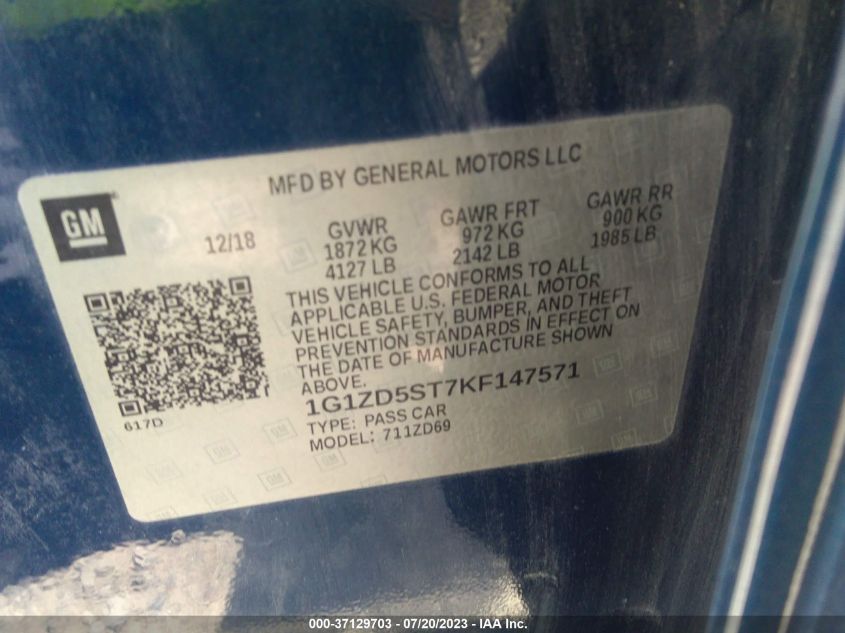 MFD BY GENERAL MOTORS LLC
GM
12/18
GVWR
1872 KG
4127 LB
GAWR FRT
972 KG
2142 LB
GAWR RR
900 KG
1985 LB
THIS VEHICLE CONFORMS TO ALL
APPLICABLE U.S. FEDERAL MOTOR
VEHICLE SAFETY, BUMPER, AND THEFT
PREVENTION STANDARDS IN EFFECT ON
THE DATE OF MANUFACTURE SHOWN
ABOVE.
1G1ZD5ST7KF147571
TYPE: PASS CAR
MODEL: 711ZD69
617D
000-37129703 - 07/20/2023 - IAA Inc.